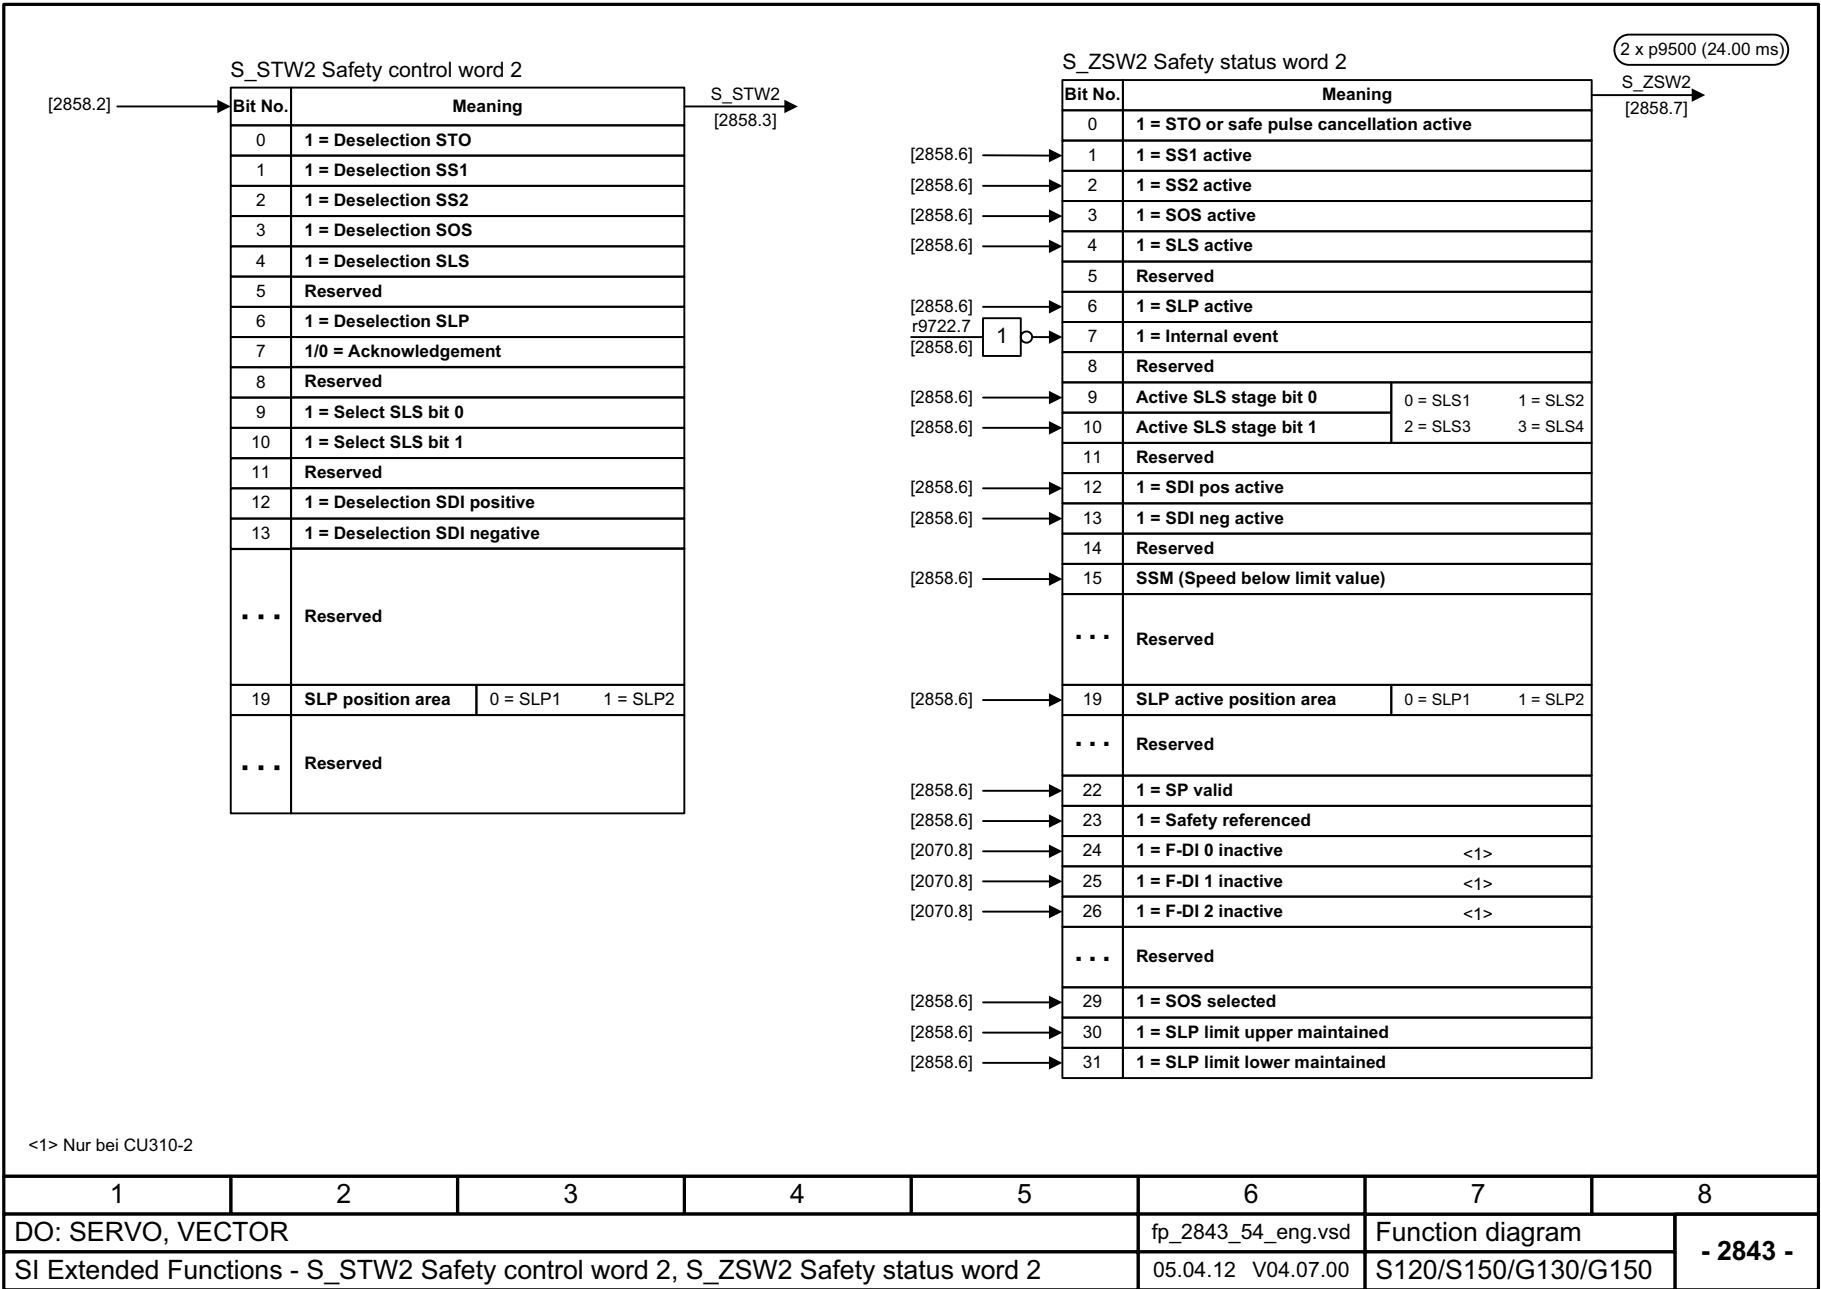 2 x p9500 (24.00 ms)
S_STW2 Safety control word 2
[2858.2]
Bit No. Meaning
S_STW2
[2858.3]
0 1 = Deselection STO
1 1 = Deselection SS1
2 1 = Deselection SS2
3 1 = Deselection SOS
4 1 = Deselection SLS
5 Reserved
6 1 = Deselection SLP
7 1/0 = Acknowledgement
8 Reserved
9 1 = Select SLS bit 0
10 1 = Select SLS bit 1
11 Reserved
12 1 = Deselection SDI positive
13 1 = Deselection SDI negative
... Reserved
19 SLP position area 0 = SLP1 1 = SLP2
... Reserved
S_ZSW2 Safety status word 2
Bit No. Meaning
S_ZSW2
[2858.7]
0 1 = STO or safe pulse cancellation active
[2858.6] 1 1 = SS1 active
[2858.6] 2 1 = SS2 active
[2858.6] 3 1 = SOS active
[2858.6] 4 1 = SLS active
5 Reserved
[2858.6] 6 1 = SLP active
r9722.7
[2858.6] 1 7 1 = Internal event
8 Reserved
[2858.6] 9 Active SLS stage bit 0 0 = SLS1 1 = SLS2
[2858.6] 10 Active SLS stage bit 1 2 = SLS3 3 = SLS4
11 Reserved
[2858.6] 12 1 = SDI pos active
[2858.6] 13 1 = SDI neg active
14 Reserved
[2858.6] 15 SSM (Speed below limit value)
... Reserved
[2858.6] 19 SLP active position area 0 = SLP1 1 = SLP2
... Reserved
[2858.6] 22 1 = SP valid
[2858.6] 23 1 = Safety referenced
[2070.8] 24 1 = F-DI 0 inactive <1>
[2070.8] 25 1 = F-DI 1 inactive <1>
[2070.8] 26 1 = F-DI 2 inactive <1>
... Reserved
[2858.6] 29 1 = SOS selected
[2858.6] 30 1 = SLP limit upper maintained
[2858.6] 31 1 = SLP limit lower maintained
<1> Nur bei CU310-2
1 2 3 4 5 6 7 8
DO: SERVO, VECTOR fp_2843_54_eng.vsd Function diagram
- 2843 -
SI Extended Functions - S_STW2 Safety control word 2, S_ZSW2 Safety status word 2 05.04.12 V04.07.00 S120/S150/G130/G150